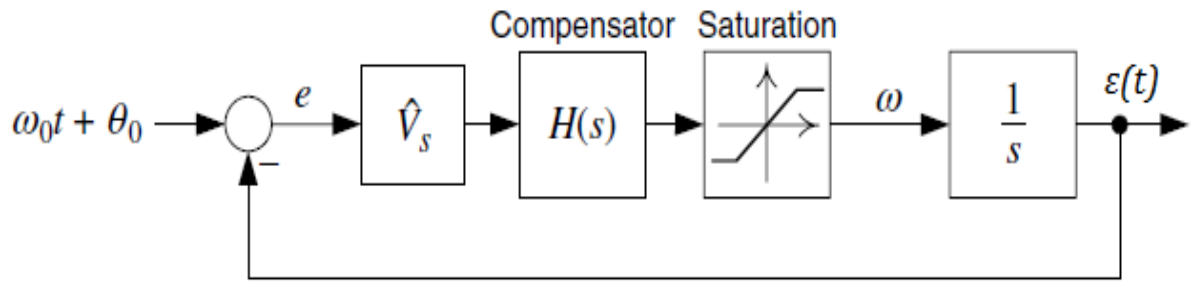 Compensator Saturation
ω₀t + θ₀
e
V̂ₛ
H(s)
ω
1
s
ε(t)
−